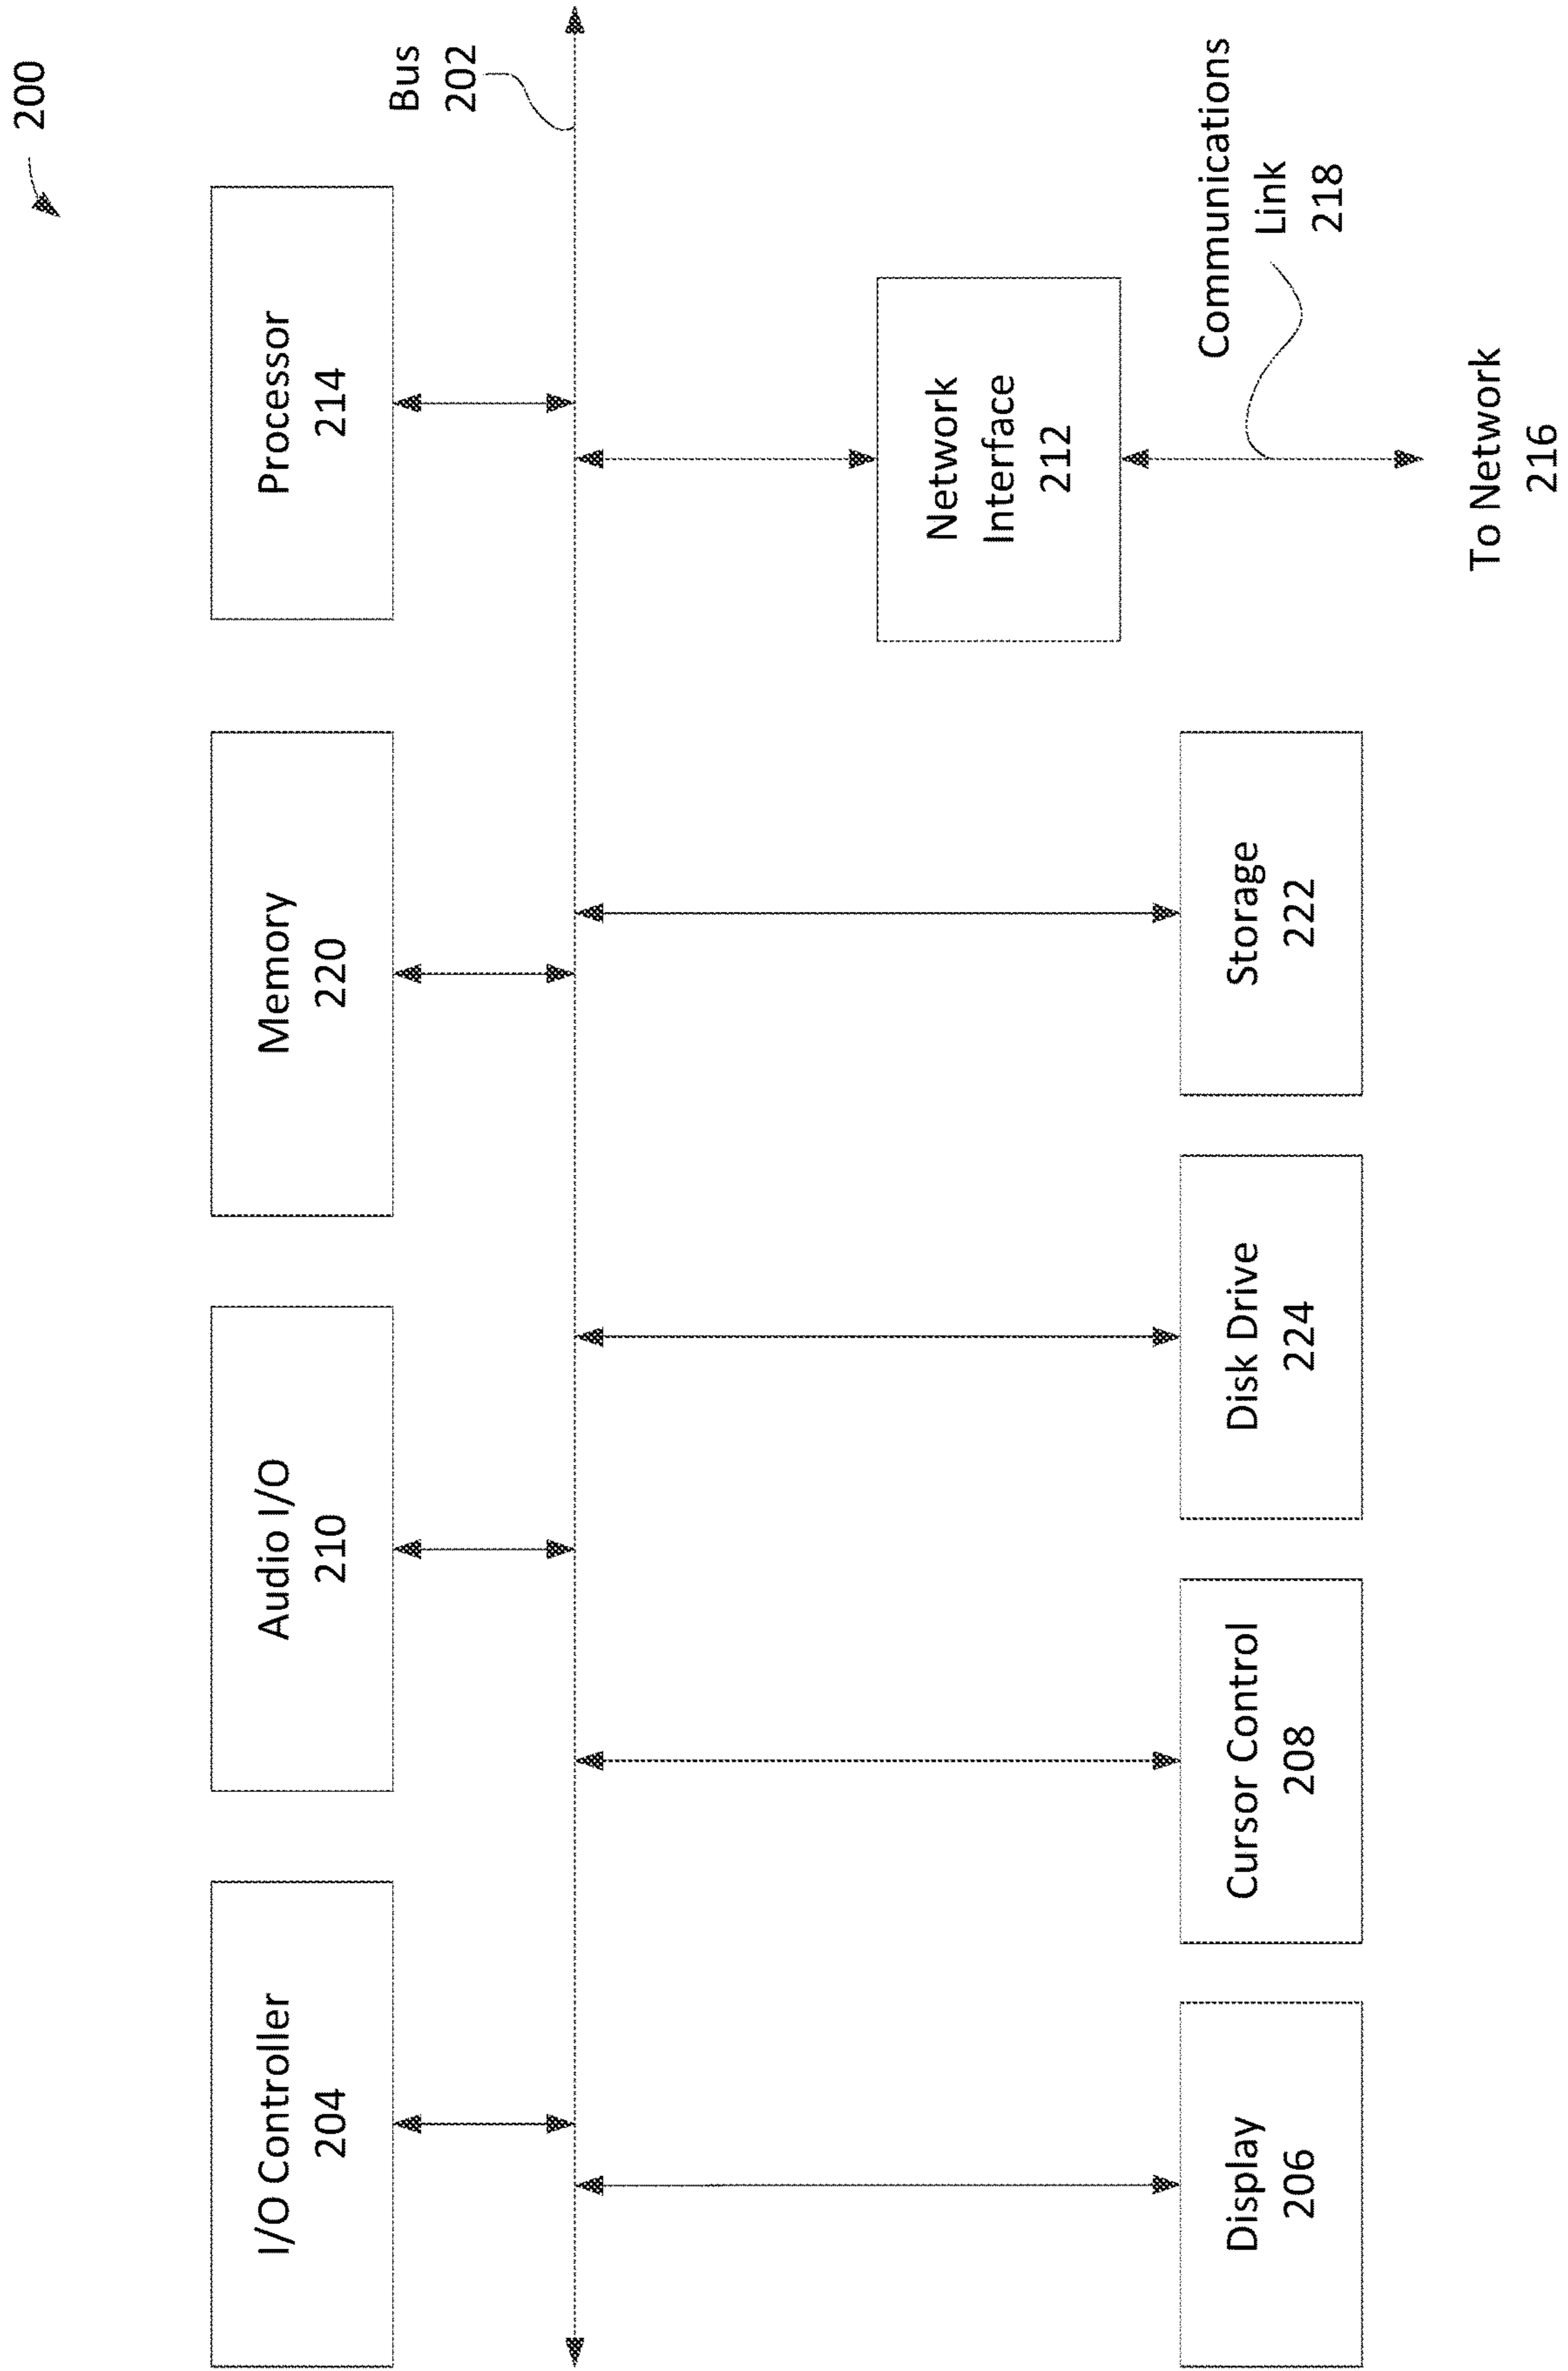 200
I/O Controller
204
Audio I/O
210
Memory
220
Processor
214
Bus
202
Display
206
Cursor Control
208
Disk Drive
224
Storage
222
Network
Interface
212
Communications
Link
218
To Network
216